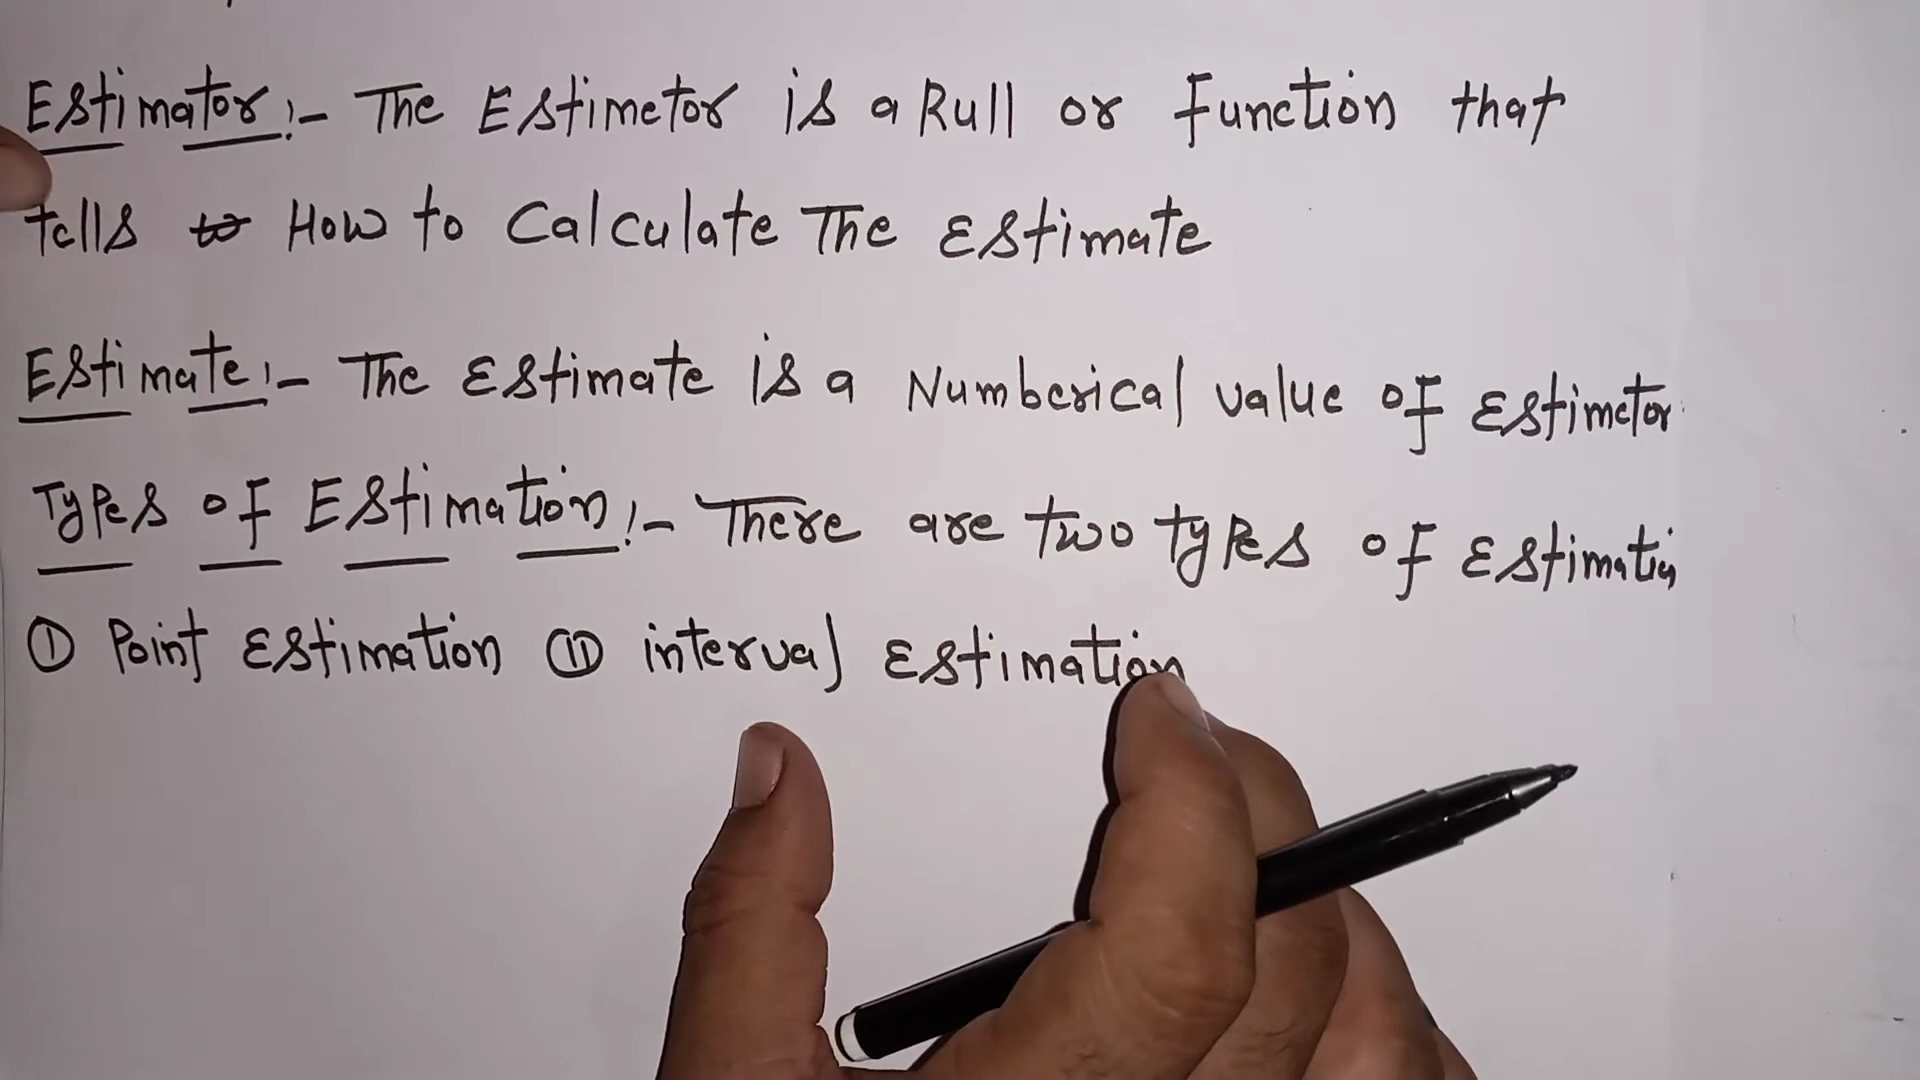 Estimator :- The Estimetor is a Rull or Function that
tells to How to Calculate The Estimate
Estimate :- The Estimate is a Numberical value of Estimetor
Types of Estimation :- There are two types of Estimation
① Point Estimation ⑪ interval Estimation